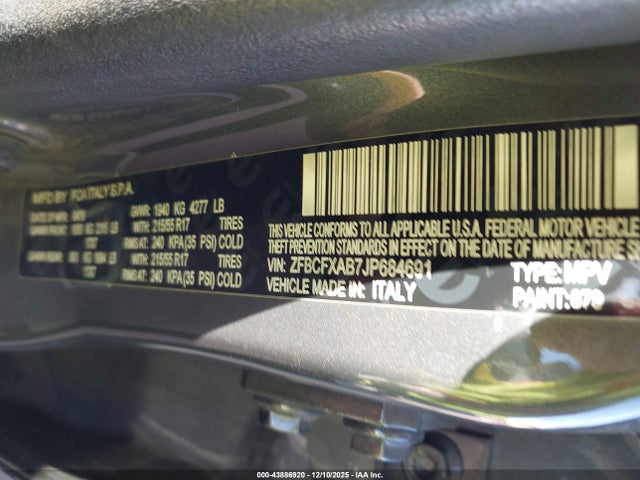 MFD BY FCA ITALY S.P.A.
GVWR: 1940 KG 4277 LB
WITH: 215/55 R17 TIRES
RMS AT: 240 KPA(35 PSI) COLD
WITH: 215/55 R17 TIRES
RMS AT: 240 KPA(35 PSI) COLD
THIS VEHICLE CONFORMS TO ALL APPLICABLE U.S.A. FEDERAL MOTOR VEHICLE
THEFT PREVENTION STANDARDS IN EFFECT ON THE DATE OF MANUFACTURE
VIN: ZFBCFXAB7JP684691
VEHICLE MADE IN: ITALY
TYPE: MPV
PAINT: 679
000-43886920 - 12/10/2025 - IAA Inc.